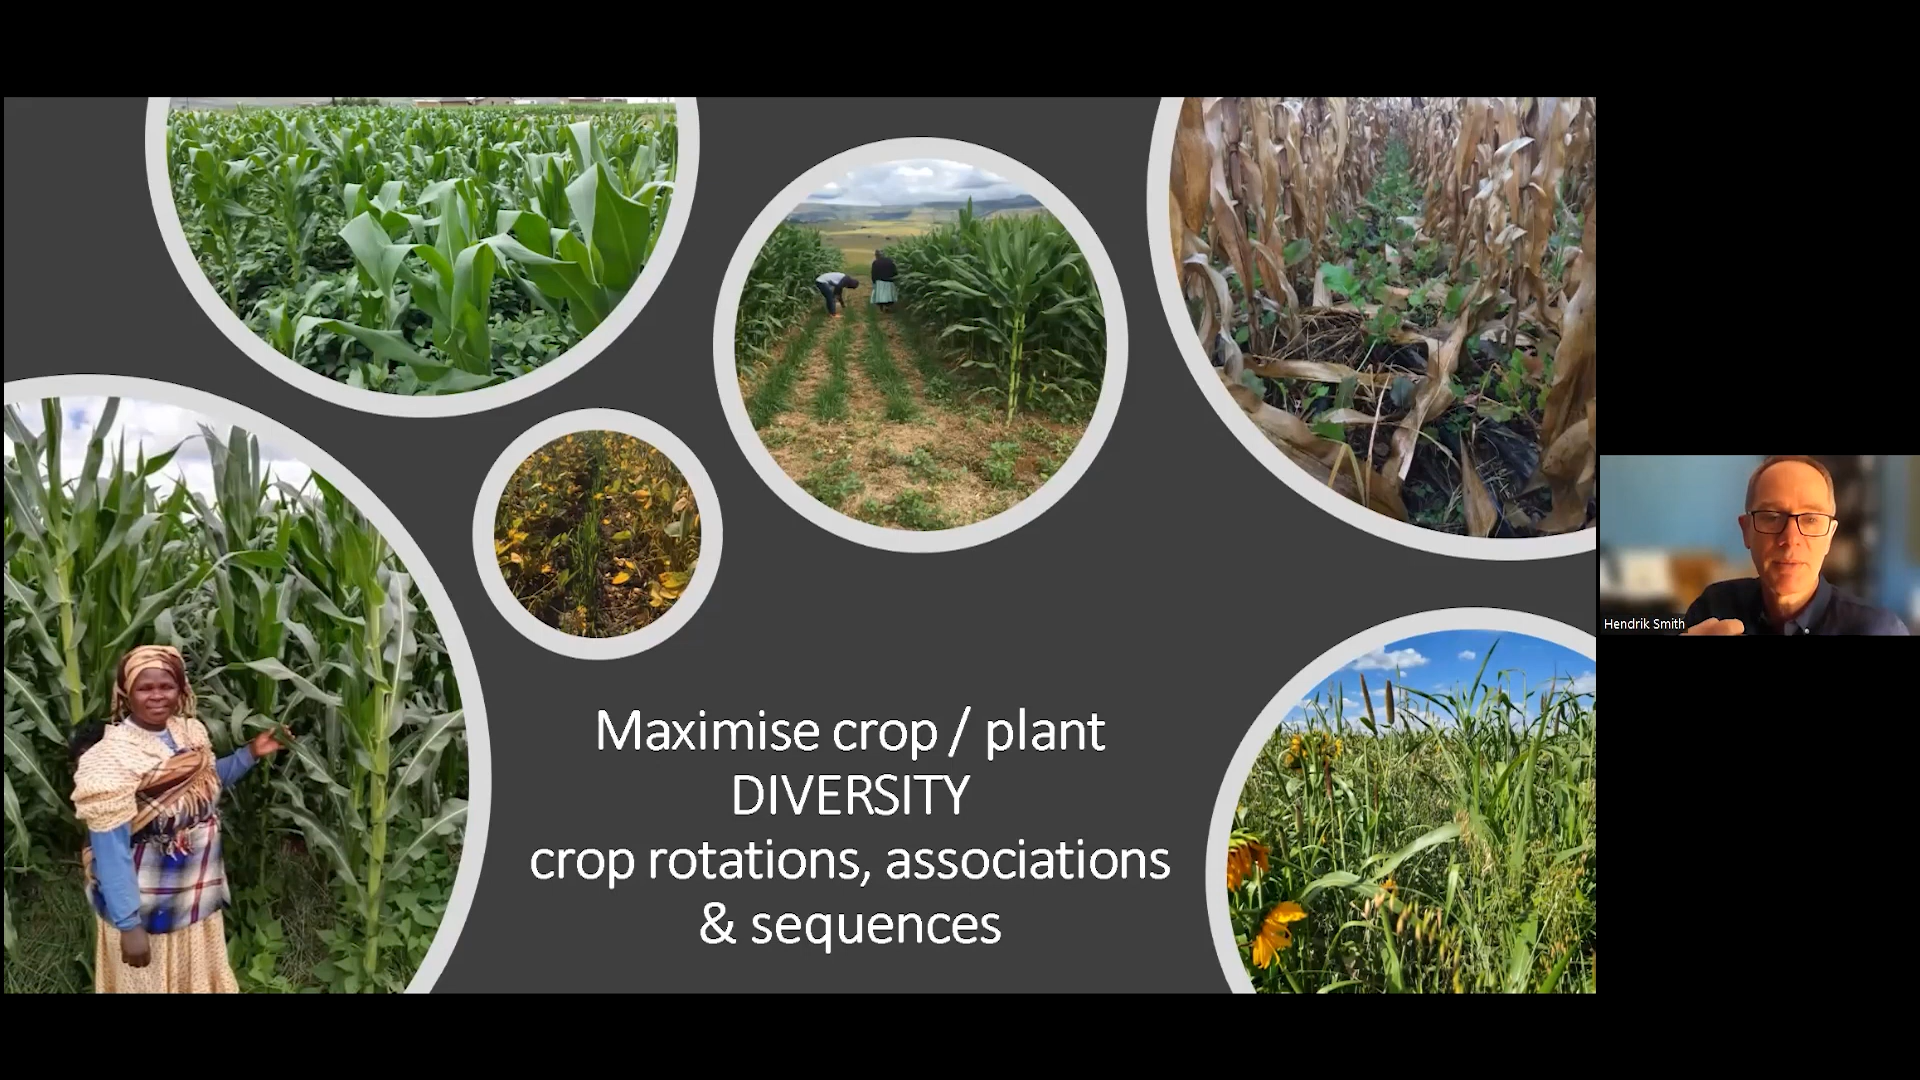 Maximise crop / plant
DIVERSITY
crop rotations, associations
& sequences
Hendrik Smith